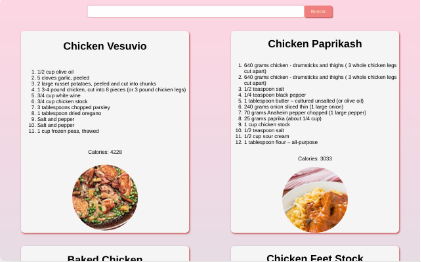 Search
Chicken Vesuvio
1. 1/2 cup olive oil
2. 5 cloves garlic, peeled
3. 2 large russet potatoes, peeled and cut into chunks
4. 1 3-4 pound chicken, cut into 8 pieces (or 3 pound chicken legs)
5. 3/4 cup white wine
6. 3/4 cup chicken stock
7. 3 tablespoons chopped parsley
8. 1 tablespoon dried oregano
9. Salt and pepper
10. Salt and pepper
11. 1 cup frozen peas, thawed
Calories: 4228
Chicken Paprikash
1. 640 grams chicken - drumsticks and thighs ( 3 whole chicken legs
cut apart)
2. 640 grams chicken - drumsticks and thighs ( 3 whole chicken legs
cut apart)
3. 1/2 teaspoon salt
4. 1/4 teaspoon black pepper
5. 1 tablespoon butter – cultured unsalted (or olive oil)
6. 240 grams onion sliced thin (1 large onion)
7. 70 grams Anaheim pepper chopped (1 large pepper)
8. 25 grams paprika (about 1/4 cup)
9. 1 cup chicken stock
10. 1/2 teaspoon salt
11. 1/2 cup sour cream
12. 1 tablespoon flour – all-purpose
Calories: 3033
Baked Chicken
Chicken Feet Stock